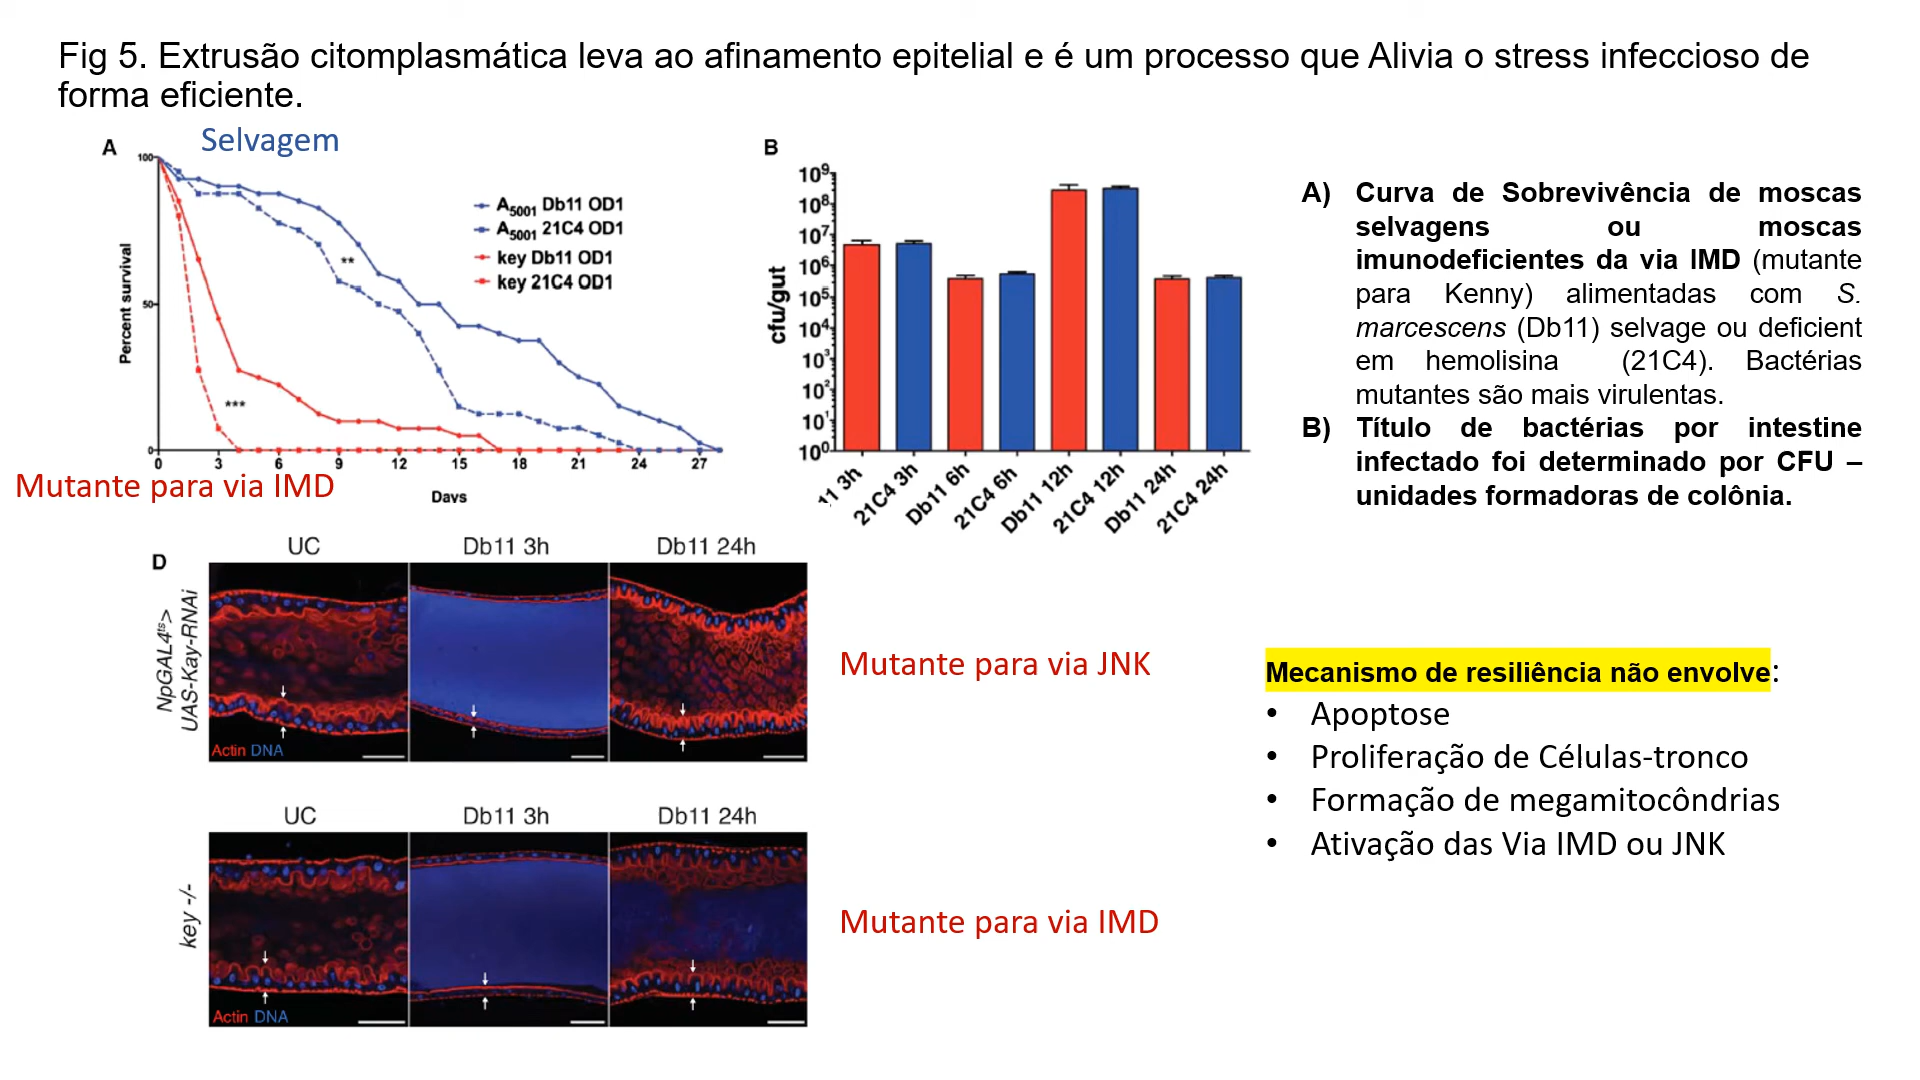 Fig 5. Extrusão citomplasmática leva ao afinamento epitelial e é um processo que Alivia o stress infeccioso de
forma eficiente.
Selvagem
A
100
50
0
Percent survival
A5001 Db11 OD1
A5001 21C4 OD1
key Db11 OD1
key 21C4 OD1
**
***
0 3 6 9 12 15 18 21 24 27
Days
Mutante para via IMD
B
cfu/gut
10⁹
10⁸
10⁷
10⁶
10⁵
10⁴
10³
10²
10¹
10⁰
11 3h
21C4 3h
Db11 6h
21C4 6h
Db11 12h
21C4 12h
Db11 24h
21C4 24h
A) Curva de Sobrevivência de moscas
selvagens ou moscas
imunodeficientes da via IMD (mutante
para Kenny) alimentadas com S.
marcescens (Db11) selvage ou deficient
em hemolisina (21C4). Bactérias
mutantes são mais virulentas.
B) Título de bactérias por intestine
infectado foi determinado por CFU –
unidades formadoras de colônia.
D
UC Db11 3h Db11 24h
NpGAL4ts>
UAS-Kay-RNAi
Actin DNA
Mutante para via JNK
UC Db11 3h Db11 24h
key -/-
Actin DNA
Mutante para via IMD
Mecanismo de resiliência não envolve:
• Apoptose
• Proliferação de Células-tronco
• Formação de megamitocôndrias
• Ativação das Via IMD ou JNK